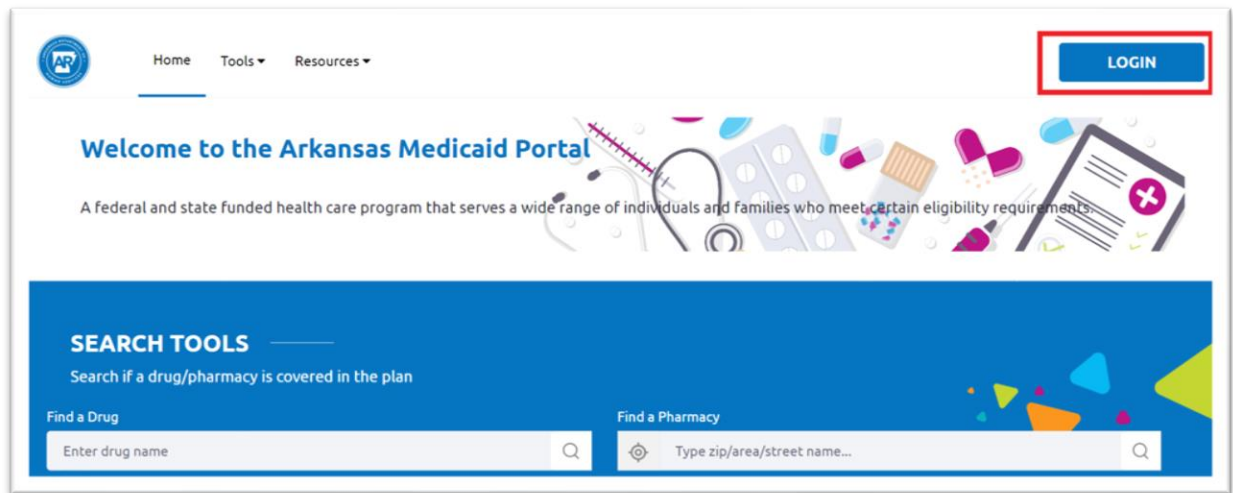 AR
Home Tools Resources LOGIN
Welcome to the Arkansas Medicaid Portal
A federal and state funded health care program that serves a wide range of individuals and families who meet certain eligibility requirements.
SEARCH TOOLS
Search if a drug/pharmacy is covered in the plan
Find a Drug Find a Pharmacy
Enter drug name Type zip/area/street name...